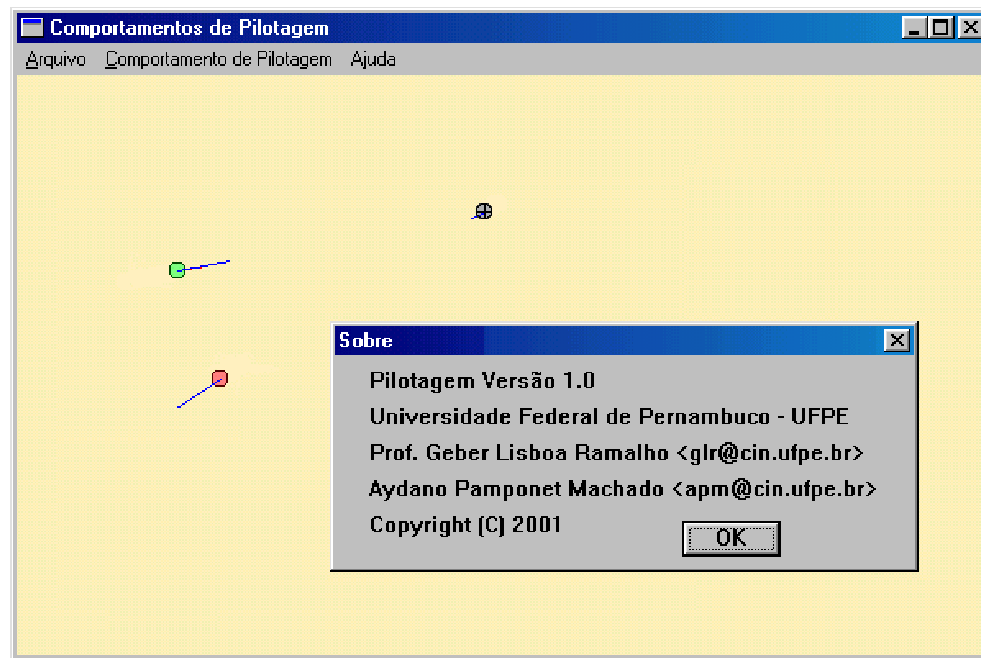 Comportamentos de Pilotagem
Arquivo Comportamento de Pilotagem Ajuda
Sobre
Pilotagem Versão 1.0
Universidade Federal de Pernambuco - UFPE
Prof. Geber Lisboa Ramalho <glr@cin.ufpe.br>
Aydano Pamponet Machado <apm@cin.ufpe.br>
Copyright (C) 2001
OK